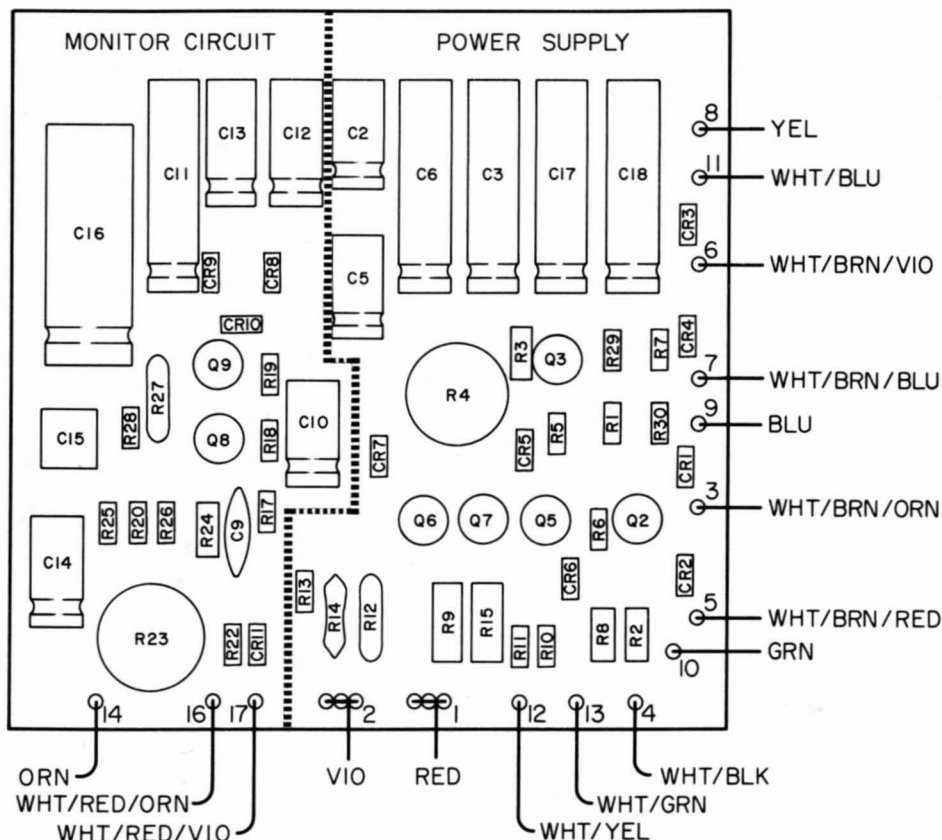 MONITOR CIRCUIT
POWER SUPPLY
C16
C11
C13
C12
C2
C6
C3
C17
C18
8
YEL
11
WHT/BLU
CR3
6
WHT/BRN/VIO
CR9
CR8
C5
CR10
Q9
R19
R27
R28
C15
Q8
R18
C10
CR7
R4
R3
Q3
R29
R7
CR4
7
WHT/BRN/BLU
9
BLU
CR5
R5
R1
R30
CR1
3
WHT/BRN/ORN
R25
R20
R26
R24
C9
R17
Q6
Q7
Q5
R6
Q2
C14
R23
R22
CR11
R13
R14
R12
R9
R15
R11
R10
CR6
R8
R2
CR2
5
WHT/BRN/RED
10
GRN
14
16
17
2
1
12
13
4
ORN
WHT/RED/ORN
WHT/RED/VIO
VIO
RED
WHT/BLK
WHT/GRN
WHT/YEL